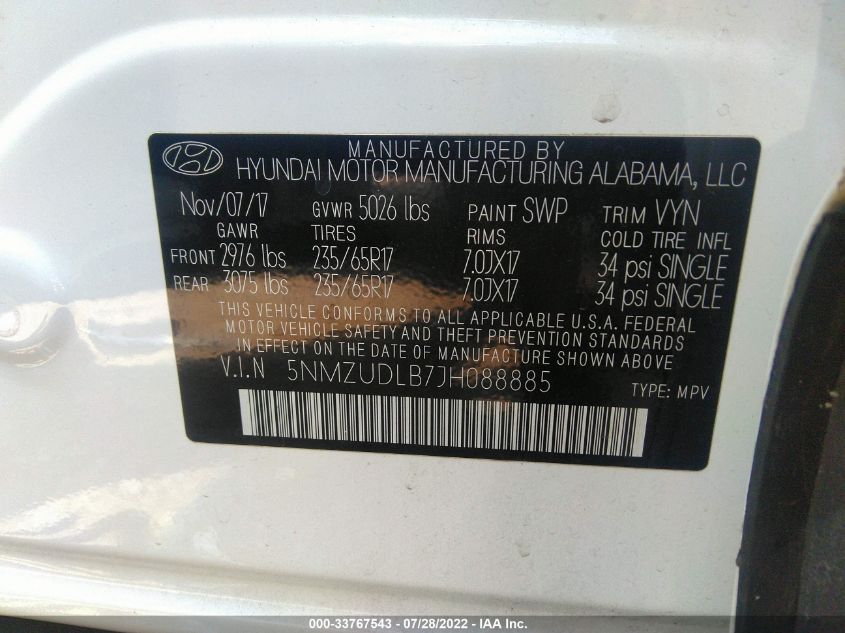 MANUFACTURED BY
HYUNDAI MOTOR MANUFACTURING ALABAMA, LLC
Nov/07/17 GVWR 5026 lbs PAINT SWP TRIM VYN
GAWR TIRES RIMS COLD TIRE INFL
FRONT 2976 lbs 235/65R17 7.0JX17 34 psi SINGLE
REAR 3075 lbs 235/65R17 7.0JX17 34 psi SINGLE
THIS VEHICLE CONFORMS TO ALL APPLICABLE U.S.A. FEDERAL
MOTOR VEHICLE SAFETY AND THEFT PREVENTION STANDARDS
IN EFFECT ON THE DATE OF MANUFACTURE SHOWN ABOVE
V.I.N 5NMZUDLB7JH088885 TYPE: MPV
000-33767543 - 07/28/2022 - IAA Inc.